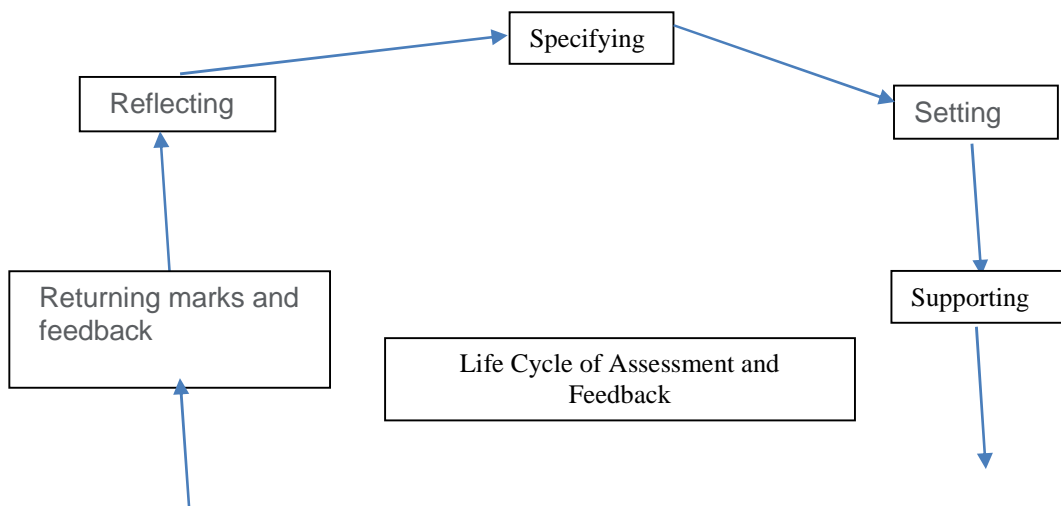 Specifying
Reflecting
Setting
Returning marks and
feedback
Supporting
Life Cycle of Assessment and
Feedback